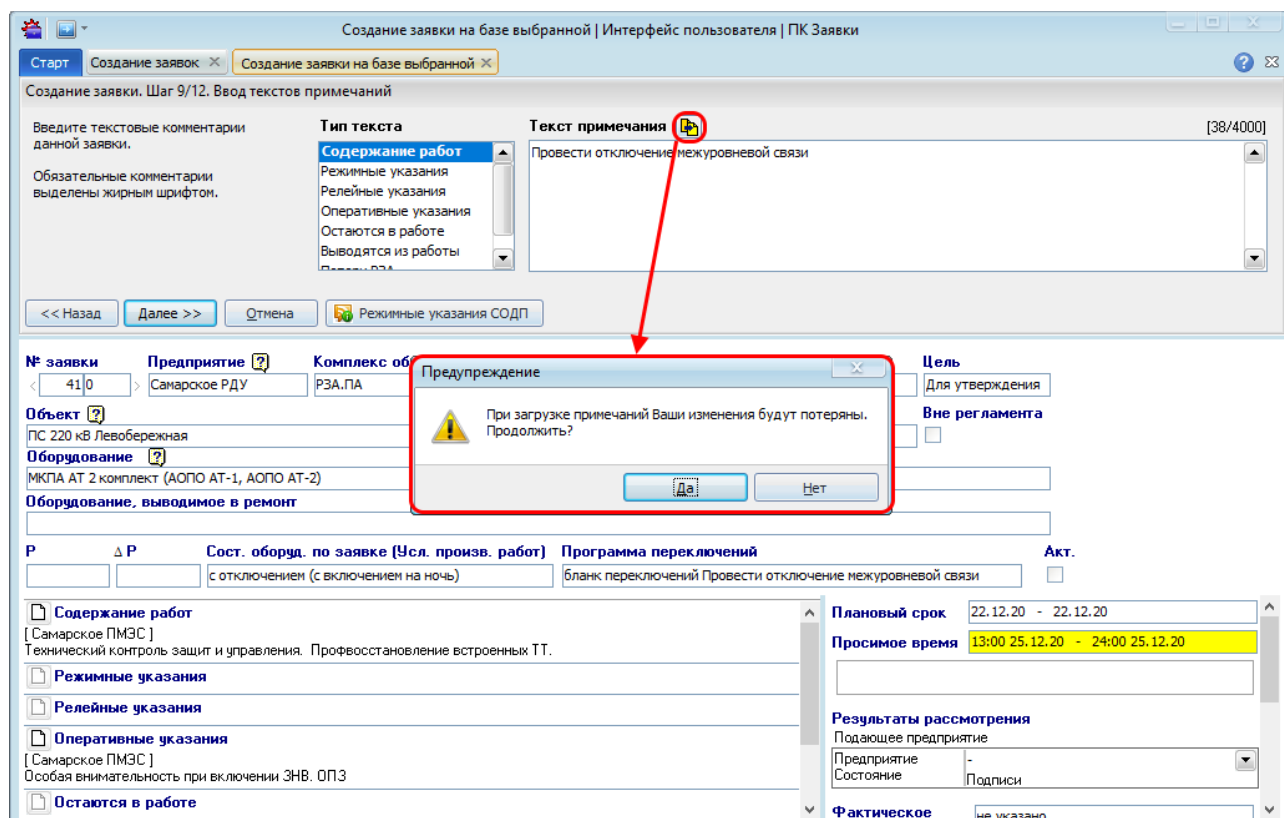 Создание заявки на базе выбранной | Интерфейс пользователя | ПК Заявки
Старт Создание заявок Создание заявки на базе выбранной
Создание заявки. Шаг 9/12. Ввод текстов примечаний
Введите текстовые комментарии
данной заявки.
Обязательные комментарии
выделены жирным шрифтом.
Тип текста
Содержание работ
Режимные указания
Релейные указания
Оперативные указания
Остаются в работе
Выводятся из работы
Текст примечания [38/4000]
Провести отключение межуровневой связи
<< Назад Далее >> Отмена Режимные указания СОДП
№ заявки Предприятие [?] Комплекс об Цель
< 41|0 > Самарское РДУ РЗА.ПА Для утверждения
Объект [?] Вне регламента
ПС 220 кВ Левобережная
Оборудование [?]
МКПА АТ 2 комплект (АОПО АТ-1, АОПО АТ-2)
Оборудование, выводимое в ремонт
Предупреждение
При загрузке примечаний Ваши изменения будут потеряны.
Продолжить?
Да Нет
P Δ P Сост. оборуд. по заявке (Усл. произв. работ) Программа переключений Акт.
с отключением (с включением на ночь) бланк переключений Провести отключение межуровневой связи
Содержание работ
[ Самарское ПМЭС ]
Технический контроль защит и управления. Профвосстановление встроенных ТТ.
Режимные указания
Релейные указания
Оперативные указания
[ Самарское ПМЭС ]
Особая внимательность при включении ЗНВ. ОПЗ
Остаются в работе
Плановый срок 22.12.20 - 22.12.20
Просимое время 13:00 25.12.20 - 24:00 25.12.20
Результаты рассмотрения
Подающее предприятие
Предприятие -
Состояние Подписи
Фактическое не указано